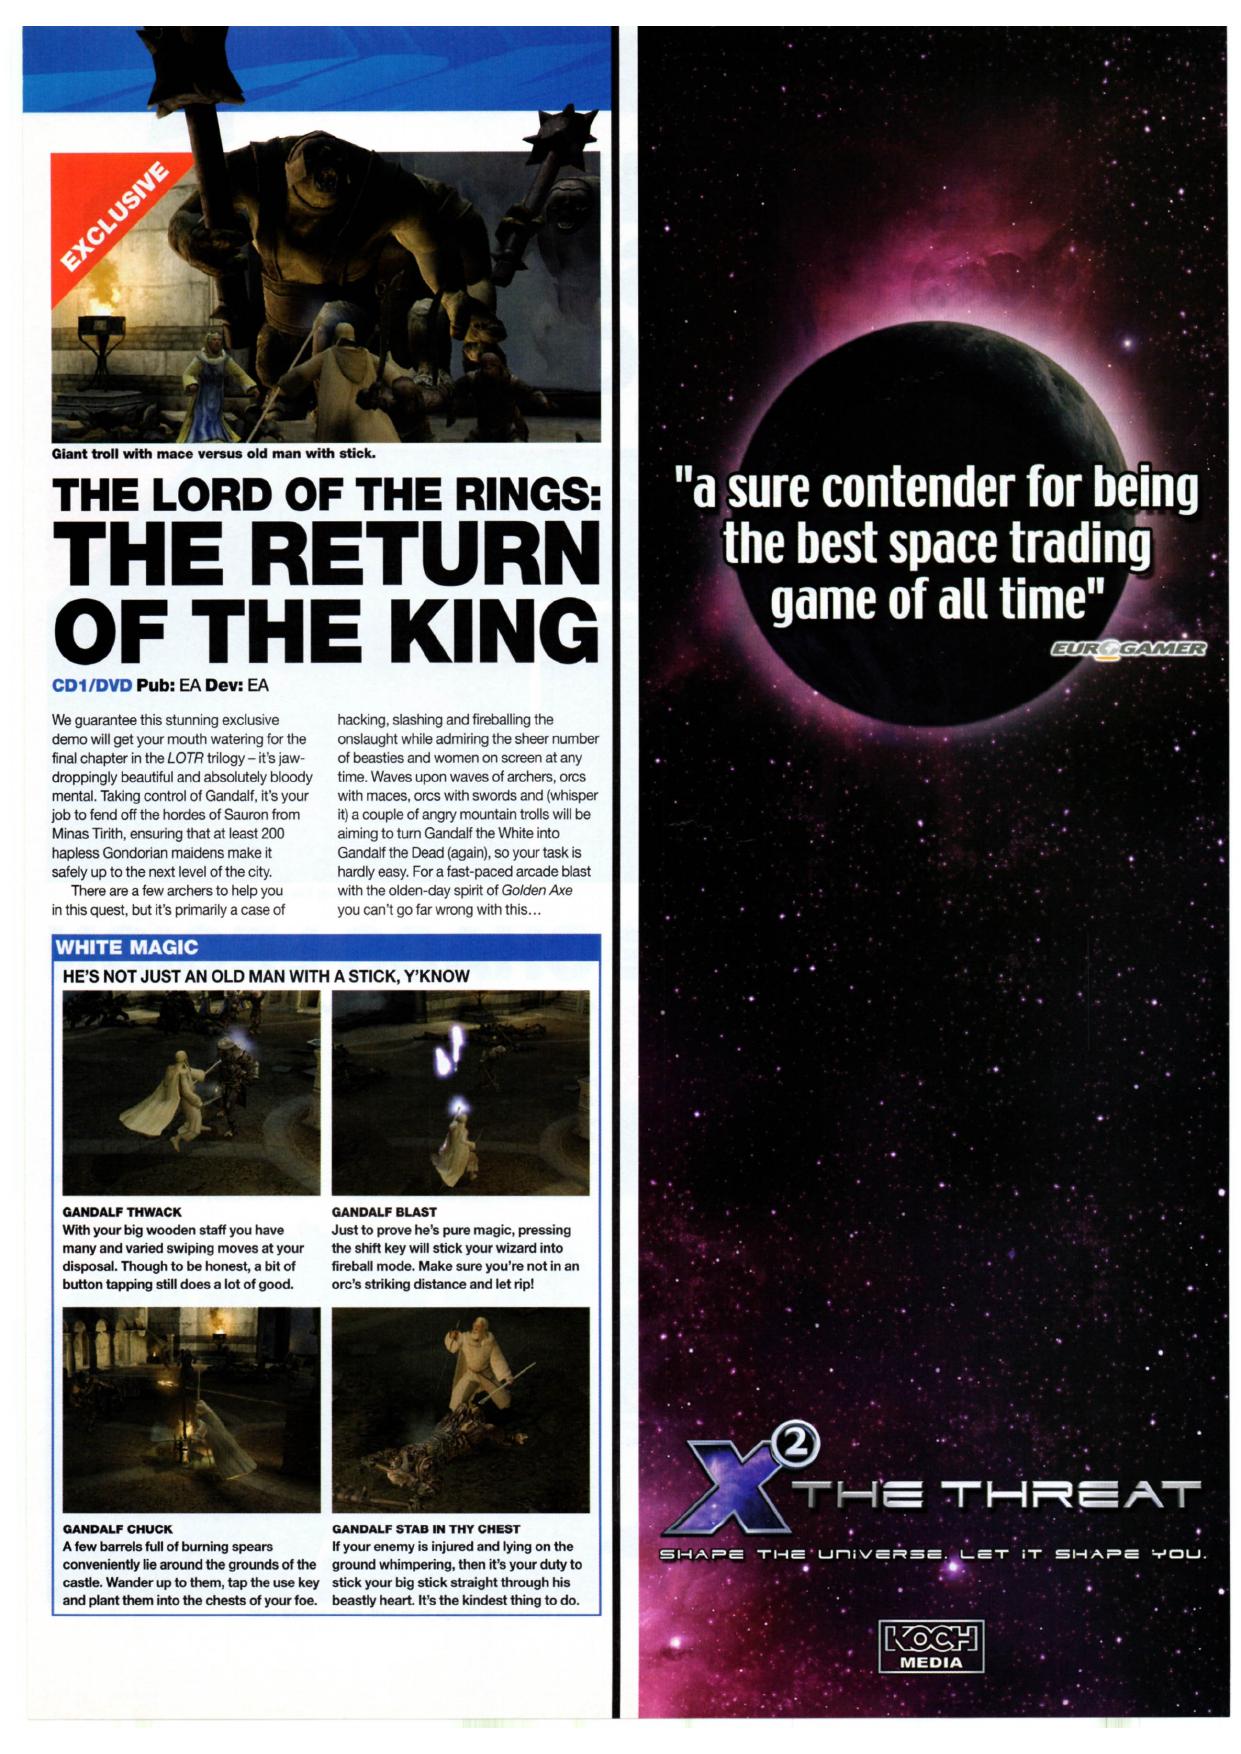 EXCLUSIVE
Giant troll with mace versus old man with stick.
THE LORD OF THE RINGS:
THE RETURN
OF THE KING
CD1/DVD Pub: EA Dev: EA
We guarantee this stunning exclusive
demo will get your mouth watering for the
final chapter in the LOTR trilogy – it's jaw-
droppingly beautiful and absolutely bloody
mental. Taking control of Gandalf, it's your
job to fend off the hordes of Sauron from
Minas Tirith, ensuring that at least 200
hapless Gondorian maidens make it
safely up to the next level of the city.
There are a few archers to help you
in this quest, but it's primarily a case of
hacking, slashing and fireballing the
onslaught while admiring the sheer number
of beasties and women on screen at any
time. Waves upon waves of archers, orcs
with maces, orcs with swords and (whisper
it) a couple of angry mountain trolls will be
aiming to turn Gandalf the White into
Gandalf the Dead (again), so your task is
hardly easy. For a fast-paced arcade blast
with the olden-day spirit of Golden Axe
you can't go far wrong with this...
WHITE MAGIC
HE'S NOT JUST AN OLD MAN WITH A STICK, Y'KNOW
GANDALF THWACK
With your big wooden staff you have
many and varied swiping moves at your
disposal. Though to be honest, a bit of
button tapping still does a lot of good.
GANDALF BLAST
Just to prove he's pure magic, pressing
the shift key will stick your wizard into
fireball mode. Make sure you're not in an
orc's striking distance and let rip!
GANDALF CHUCK
A few barrels full of burning spears
conveniently lie around the grounds of the
castle. Wander up to them, tap the use key
and plant them into the chests of your foe.
GANDALF STAB IN THY CHEST
If your enemy is injured and lying on the
ground whimpering, then it's your duty to
stick your big stick straight through his
beastly heart. It's the kindest thing to do.
"a sure contender for being
the best space trading
game of all time"
EUROGAMER
X2 THE THREAT
SHAPE THE UNIVERSE. LET IT SHAPE YOU.
KOCH
MEDIA